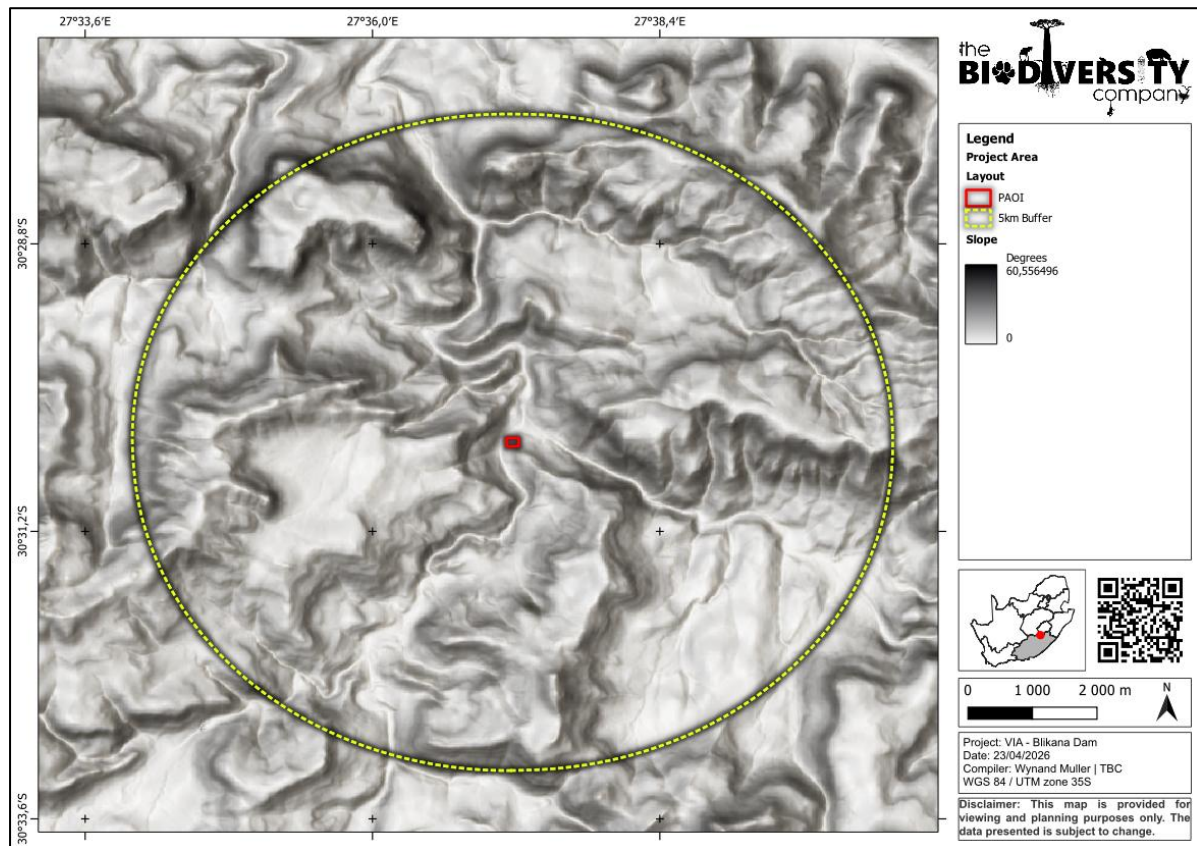 27°33,6'E
27°36,0'E
27°38,4'E
30°28,8'S
30°31,2'S
30°33,6'S
the
BIODIVERSITY
company
Legend
Project Area
Layout
PAOI
5km Buffer
Slope
Degrees
60,556496
0
0 1 000 2 000 m
N
Project: VIA - Blikana Dam
Date: 23/04/2026
Compiler: Wynand Muller | TBC
WGS 84 / UTM zone 35S
Disclaimer: This map is provided for
viewing and planning purposes only. The
data presented is subject to change.